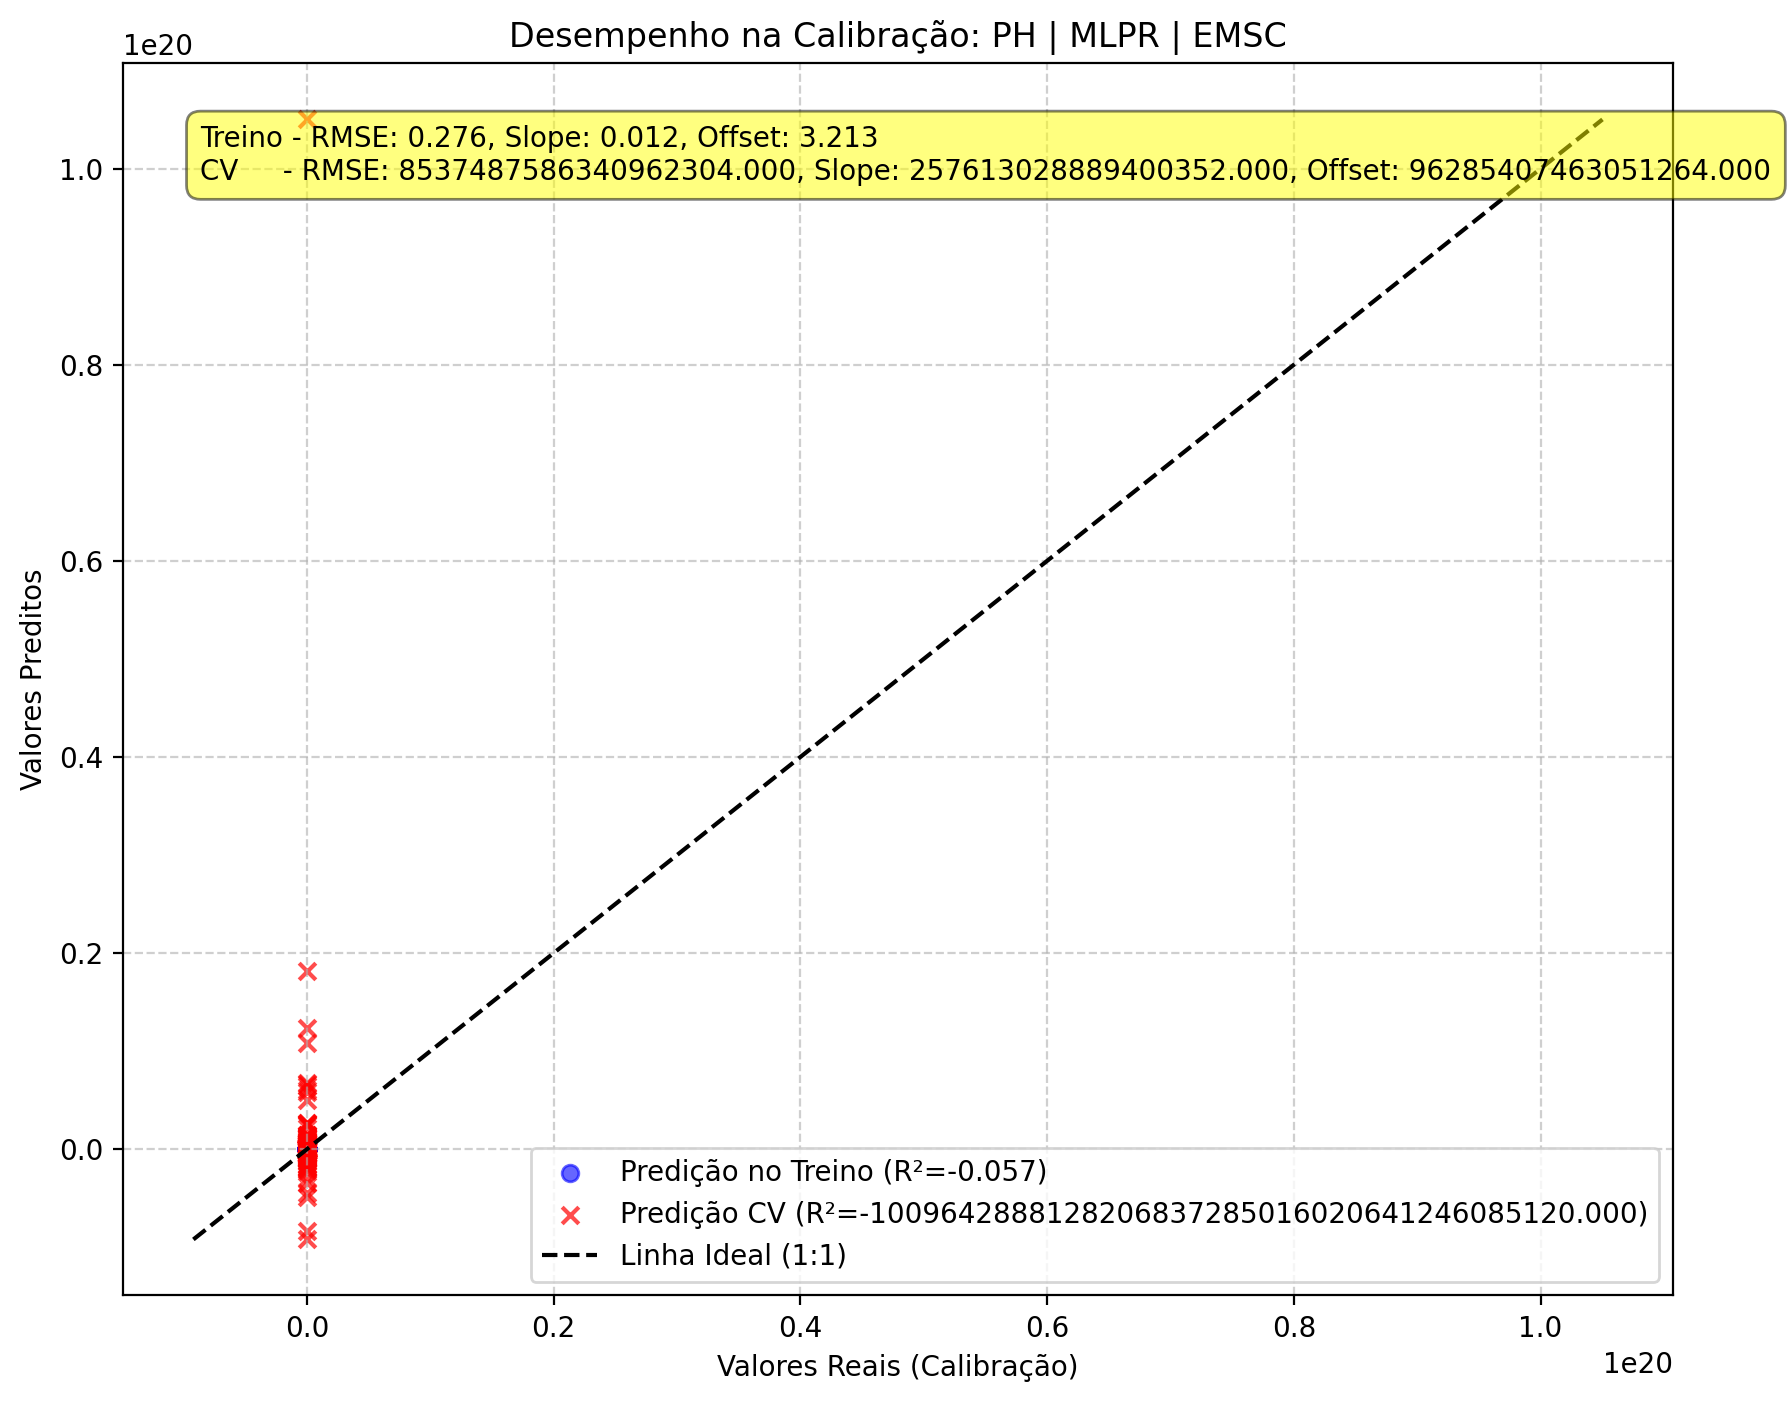 Desempenho na Calibração: PH | MLPR | EMSC
1e20
Treino - RMSE: 0.276, Slope: 0.012, Offset: 3.213
CV - RMSE: 8537487586340962304.000, Slope: 257613028889400352.000, Offset: 96285407463051264.000
1.0
0.8
0.6
0.4
0.2
0.0
Valores Preditos
Predição no Treino (R²=-0.057)
Predição CV (R²=-1009642888128206837285016020641246085120.000)
Linha Ideal (1:1)
0.0 0.2 0.4 0.6 0.8 1.0
1e20
Valores Reais (Calibração)